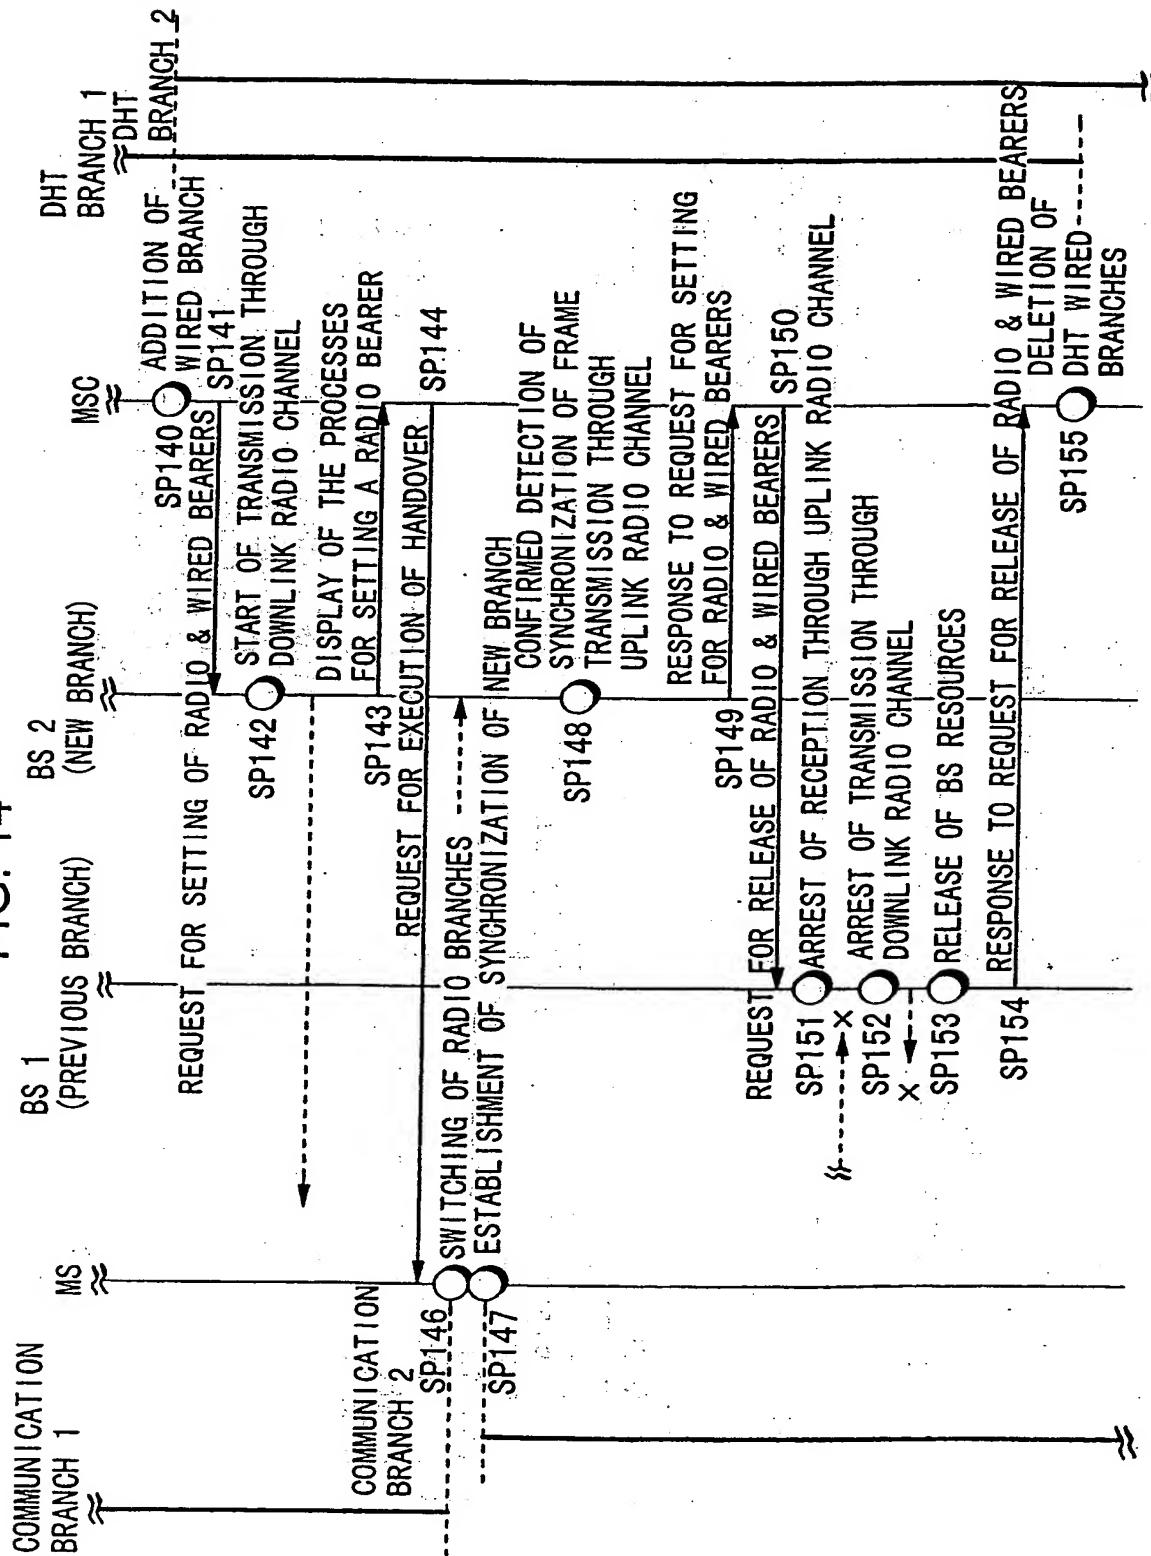 FIG. 14
COMMUNICATION
BRANCH 1
MS
BS 1
(PREVIOUS BRANCH)
BS 2
(NEW BRANCH)
MSC
DHT
BRANCH 1
DHT
BRANCH 2
SP140
ADDITION OF
WIRED BRANCH
REQUEST FOR SETTING OF RADIO & WIRED BEARERS
SP141
SP142
START OF TRANSMISSION THROUGH
DOWNLINK RADIO CHANNEL
DISPLAY OF THE PROCESSES
FOR SETTING A RADIO BEARER
SP143
REQUEST FOR EXECUTION OF HANDOVER
SP144
COMMUNICATION
BRANCH 2
SP146
SWITCHING OF RADIO BRANCHES
SP147
ESTABLISHMENT OF SYNCHRONIZATION OF NEW BRANCH
SP148
CONFIRMED DETECTION OF
SYNCHRONIZATION OF FRAME
TRANSMISSION THROUGH
UPLINK RADIO CHANNEL
RESPONSE TO REQUEST FOR SETTING
FOR RADIO & WIRED BEARERS
SP149
REQUEST FOR RELEASE OF RADIO & WIRED BEARERS
SP150
SP151
ARREST OF RECEPTION THROUGH UPLINK RADIO CHANNEL
X
SP152
ARREST OF TRANSMISSION THROUGH
DOWNLINK RADIO CHANNEL
X
SP153
RELEASE OF BS RESOURCES
SP154
RESPONSE TO REQUEST FOR RELEASE OF RADIO & WIRED BEARERS
SP155
DELETION OF
DHT WIRED
BRANCHES